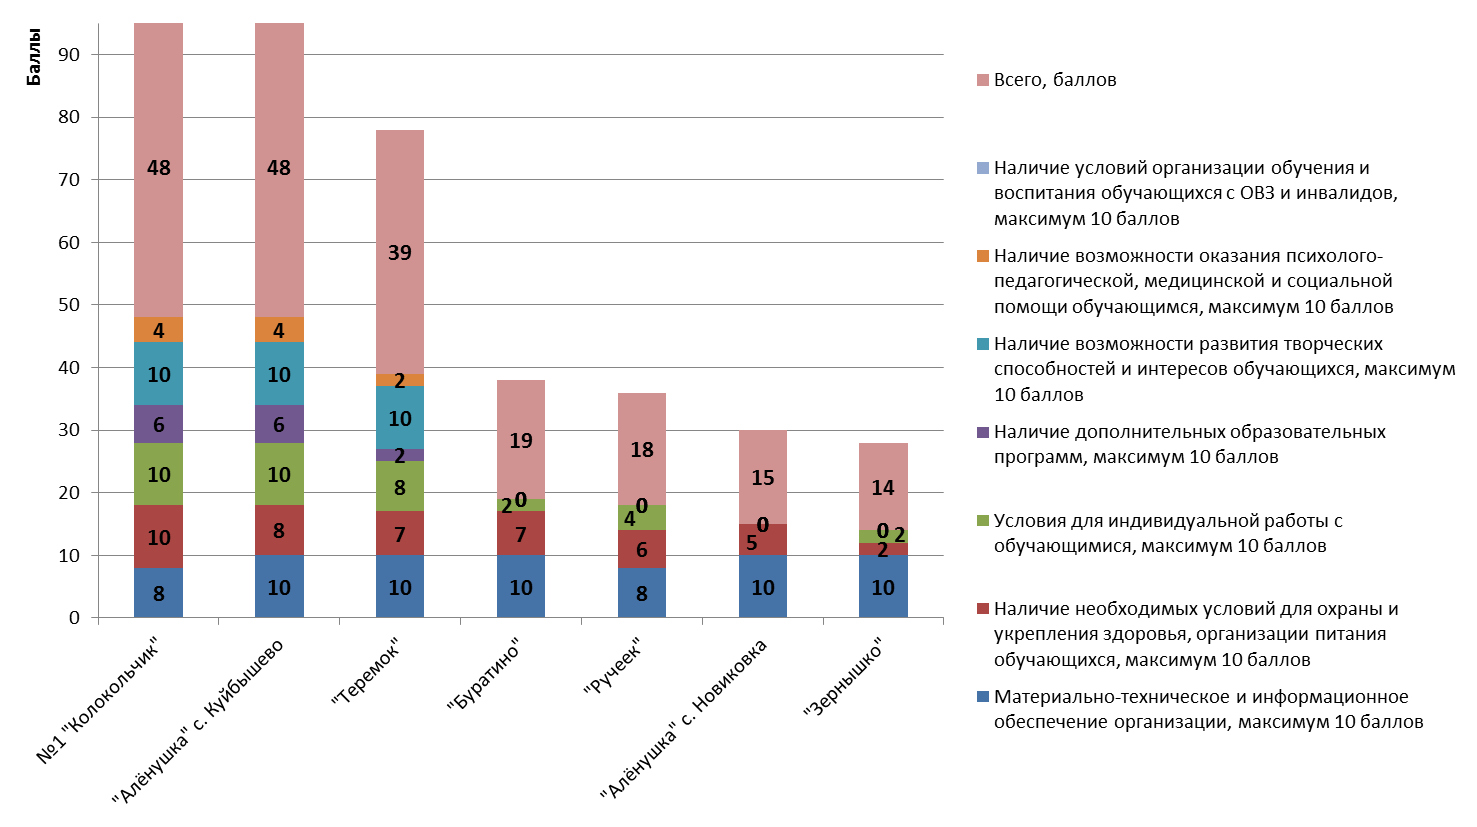 Баллы
90
80
70
60
50
40
30
20
10
0
48
4
10
6
10
10
8
48
4
10
6
10
8
10
39
2
10
2
8
7
10
19
0
2
7
10
18
0
4
6
8
15
0
5
10
14
0
2
2
10
№1 "Колокольчик"
"Алёнушка" с. Куйбышево
"Теремок"
"Буратино"
"Ручеек"
"Алёнушка" с. Новиковка
"Зернышко"
Всего, баллов
Наличие условий организации обучения и
воспитания обучающихся с ОВЗ и инвалидов,
максимум 10 баллов
Наличие возможности оказания психолого-
педагогической, медицинской и социальной
помощи обучающимся, максимум 10 баллов
Наличие возможности развития творческих
способностей и интересов обучающихся, максимум
10 баллов
Наличие дополнительных образовательных
программ, максимум 10 баллов
Условия для индивидуальной работы с
обучающимися, максимум 10 баллов
Наличие необходимых условий для охраны и
укрепления здоровья, организации питания
обучающихся, максимум 10 баллов
Материально-техническое и информационное
обеспечение организации, максимум 10 баллов